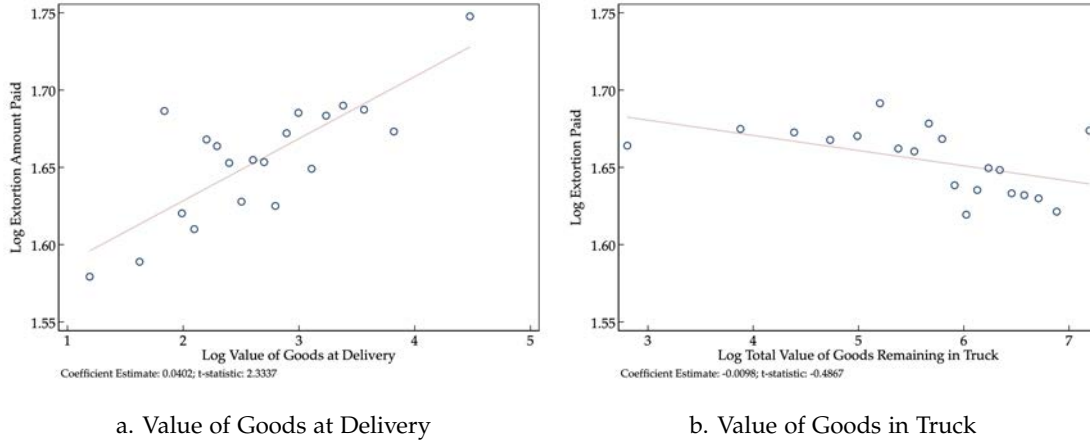 1.75
1.70
1.65
1.60
1.55
Log Extortion Amount Paid
1 2 3 4 5
Log Value of Goods at Delivery
Coefficient Estimate: 0.0402; t-statistic: 2.3337
a. Value of Goods at Delivery
1.75
1.70
1.65
1.60
1.55
Log Extortion Paid
3 4 5 6 7
Log Total Value of Goods Remaining in Truck
Coefficient Estimate: -0.0098; t-statistic: -0.4867
b. Value of Goods in Truck